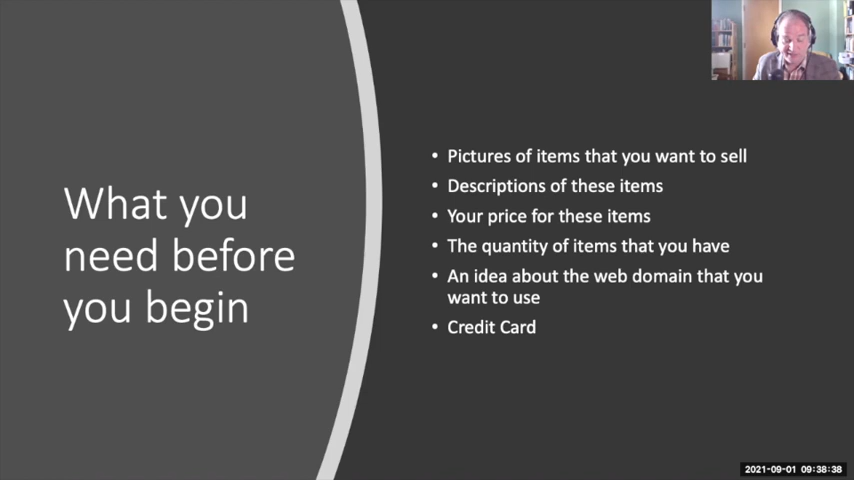 What you
need before
you begin
• Pictures of items that you want to sell
• Descriptions of these items
• Your price for these items
• The quantity of items that you have
• An idea about the web domain that you
want to use
• Credit Card
2021-09-01 09:38:38